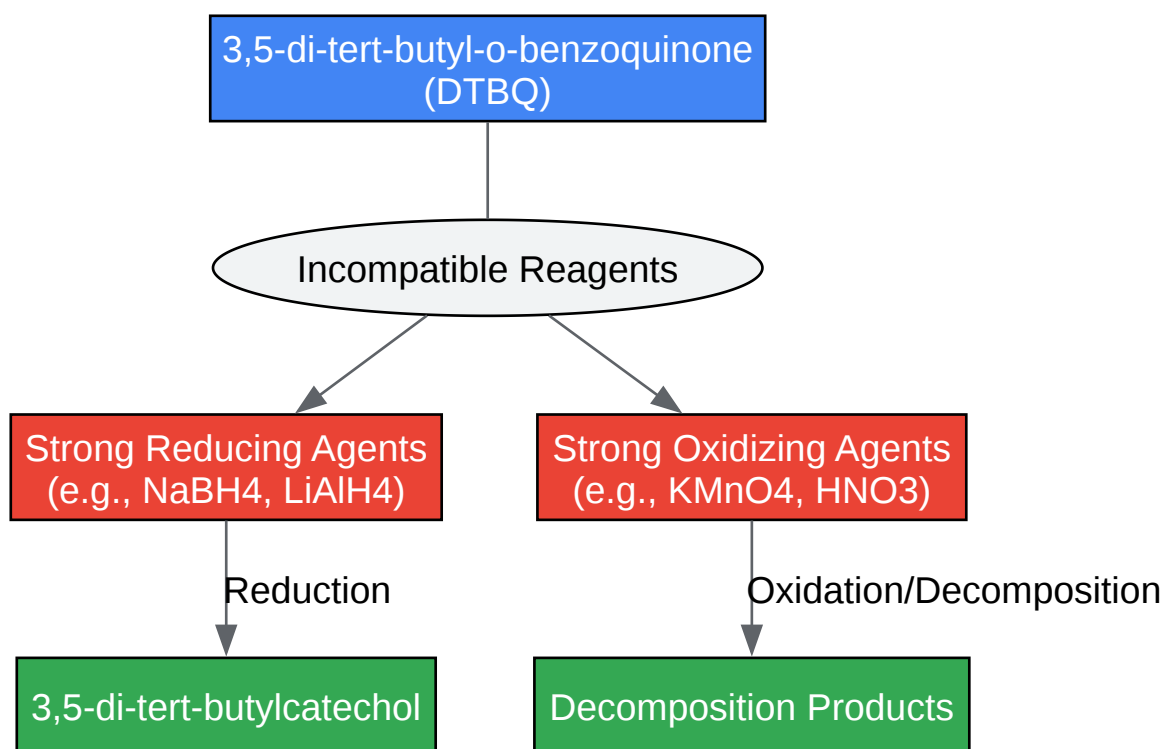 3,5-di-tert-butyl-o-benzoquinone
(DTBQ)
Incompatible Reagents
Strong Reducing Agents
(e.g., NaBH4, LiAlH4)
Strong Oxidizing Agents
(e.g., KMnO4, HNO3)
Reduction
Oxidation/Decomposition
3,5-di-tert-butylcatechol
Decomposition Products